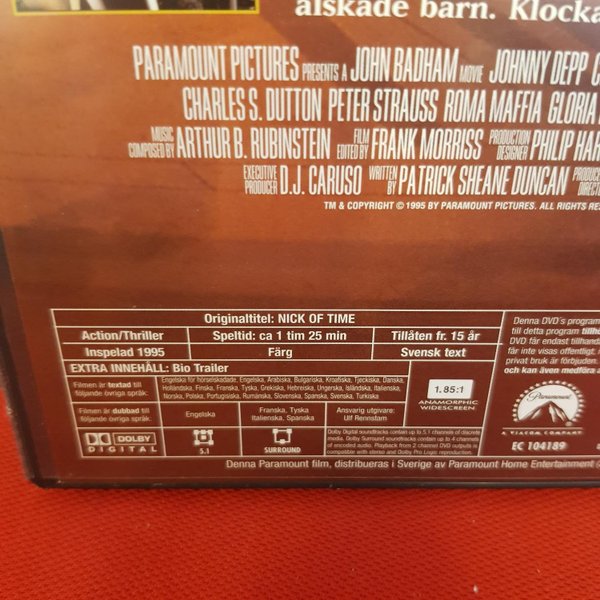 älskade barn. Klocka
PARAMOUNT PICTURES PRESENTS A JOHN BADHAM MOVIE JOHNNY DEPP C
CHARLES S. DUTTON PETER STRAUSS ROMA MAFFIA GLORIA
MUSIC COMPOSED BY ARTHUR B. RUBINSTEIN FILM EDITED BY FRANK MORRISS PRODUCTION DESIGNER PHILIP HAR
EXECUTIVE PRODUCER D.J. CARUSO WRITTEN BY PATRICK SHEANE DUNCAN PRODUCE DIRECTE
TM & COPYRIGHT © 1995 BY PARAMOUNT PICTURES. ALL RIGHTS RES
Originaltitel: NICK OF TIME
Action/Thriller Speltid: ca 1 tim 25 min Tillåten fr. 15 år
Inspelad 1995 Färg Svensk text
EXTRA INNEHÅLL: Bio Trailer
Filmen är textad till följande övriga språk:
Engelska för hörselskadade, Engelska, Arabiska, Bulgariska, Kroatiska, Tjeckiska, Danska,
Holländska, Finska, Franska, Tyska, Grekiska, Hebreiska, Ungerska, Isländska, Italienska,
Norska, Polska, Portugisiska, Rumänska, Slovenska, Spanska, Svenska, Turkiska
Filmen är dubbad till följande övriga språk:
Engelska
Franska, Tyska
Italienska, Spanska
Ansvarig utgivare:
Ulf Rennsdam
1.85:1
ANAMORPHIC
WIDESCREEN
DOLBY
DIGITAL
5.1
SURROUND
Dolby Digital soundtracks contain up to 5.1 channels of discrete
audio. Dolby Surround soundtracks contain up to 4 channels
of encoded audio. Playback from 2 channel DVD output is
compatible with stereo and Dolby Pro Logic reproduction.
Denna DVD's program
till detta program tillh
DVD får endast tillhan
får inte visas offentligt,
privat bruk är förbjuden.
och kan även medföra
Paramount
A VIACOM COMPANY
EC 104189
Denna Paramount film, distribueras i Sverige av Paramount Home Entertainment